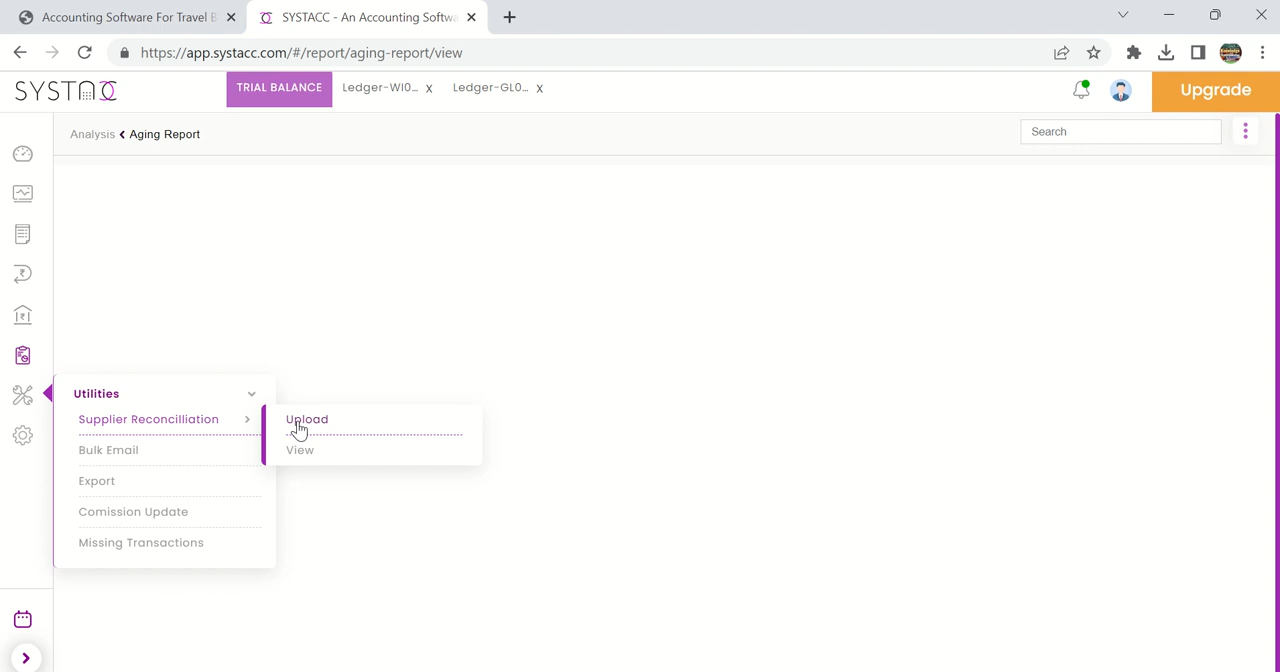 Accounting Software For Travel B
SYSTACC - An Accounting Softwa
https://app.systacc.com/#/report/aging-report/view
SYSTACC
TRIAL BALANCE
Ledger-WI0... x
Ledger-GL0... x
Upgrade
Analysis < Aging Report
Search
Utilities
Supplier Reconcilliation
Upload
View
Bulk Email
Export
Comission Update
Missing Transactions